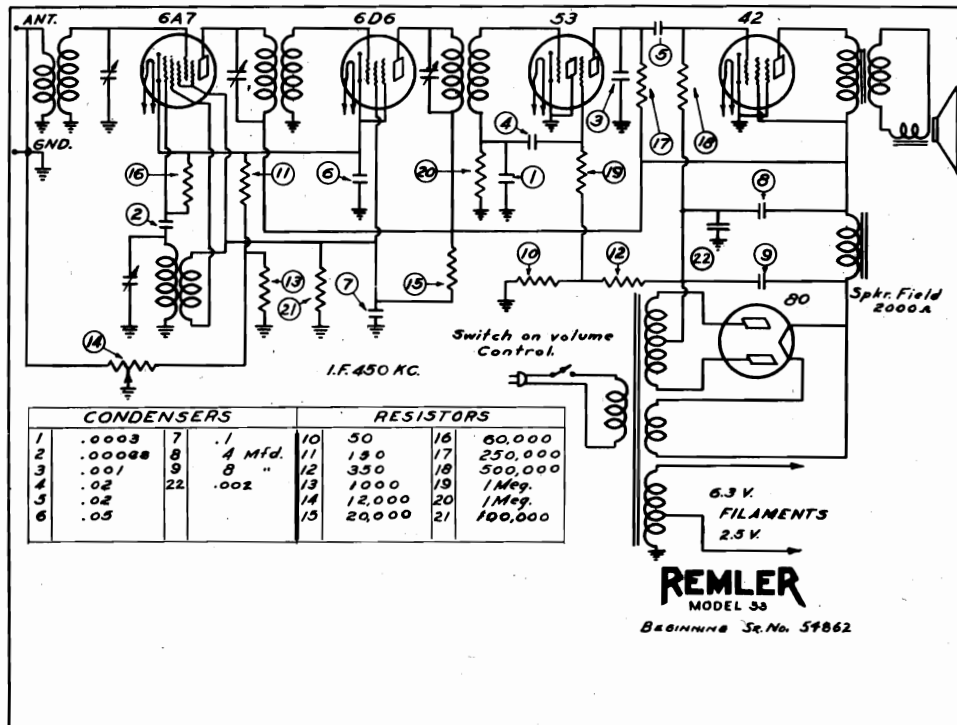 ANT. 6A7 6D6 53 42
5
3 17 18
4
GND.
16 11 6 20 1 19
2
8
22 9
10 12
13 21 7 15
80
Spkr. Field
2000 Ω
14
Switch on volume
Control.
I.F. 450 KC.
CONDENSERS RESISTORS
1 .0003 7 .1 10 50 16 60,000
2 8 4 Mfd. 11 150 17 250,000
3 .001 9 8 " 12 350 18 500,000
4 .02 22 .002 13 1000 19 1 Meg.
5 .02 14 12,000 20 1 Meg.
6 .05 15 20,000 21 100,000
6.3 V.
FILAMENTS
2.5 V.
REMLER
MODEL 33
BEGINNING SR. NO. 54862